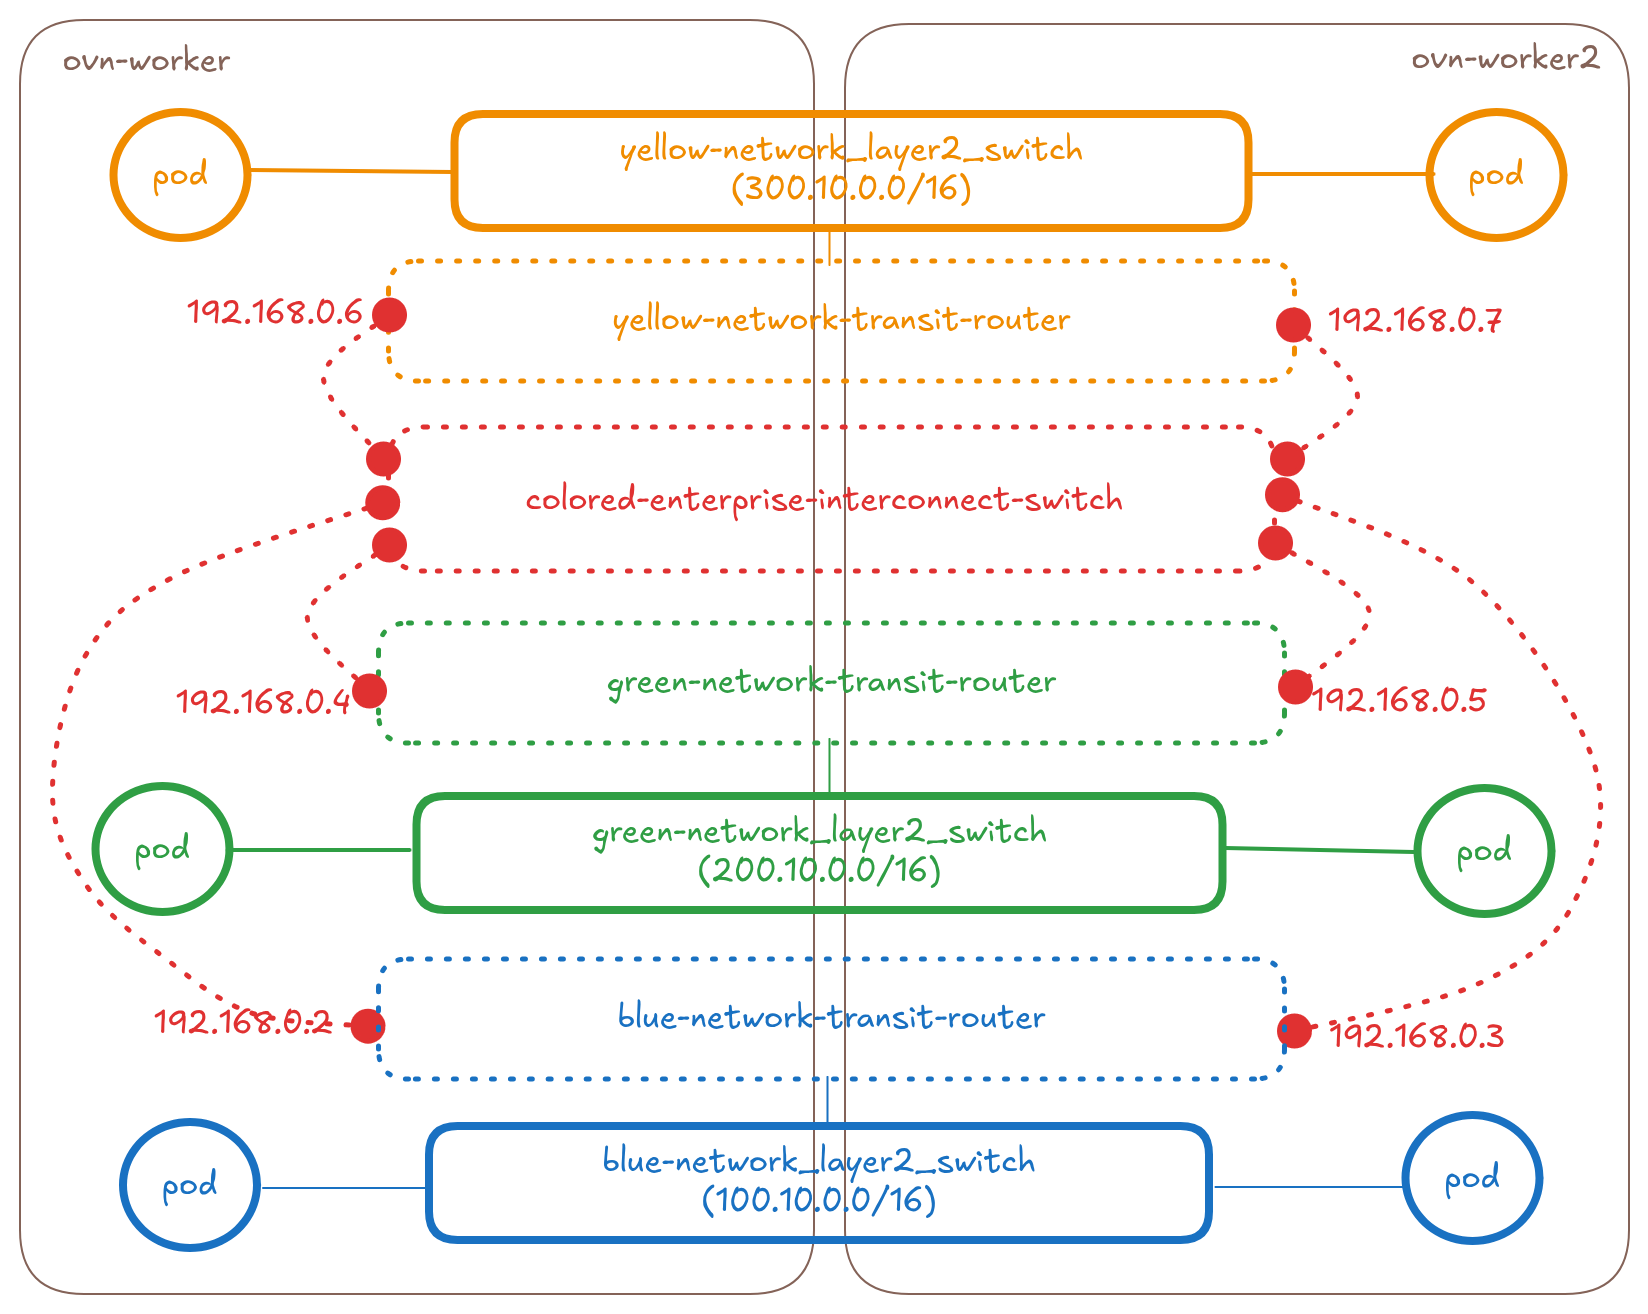 ovn-worker
ovn-worker2
pod
yellow-network_layer2_switch
(300.10.0.0/16)
pod
192.168.0.6
yellow-network-transit-router
192.168.0.7
colored-enterprise-interconnect-switch
192.168.0.4
green-network-transit-router
192.168.0.5
pod
green-network_layer2_switch
(200.10.0.0/16)
pod
192.168.0.2
blue-network-transit-router
192.168.0.3
pod
blue-network_layer2_switch
(100.10.0.0/16)
pod